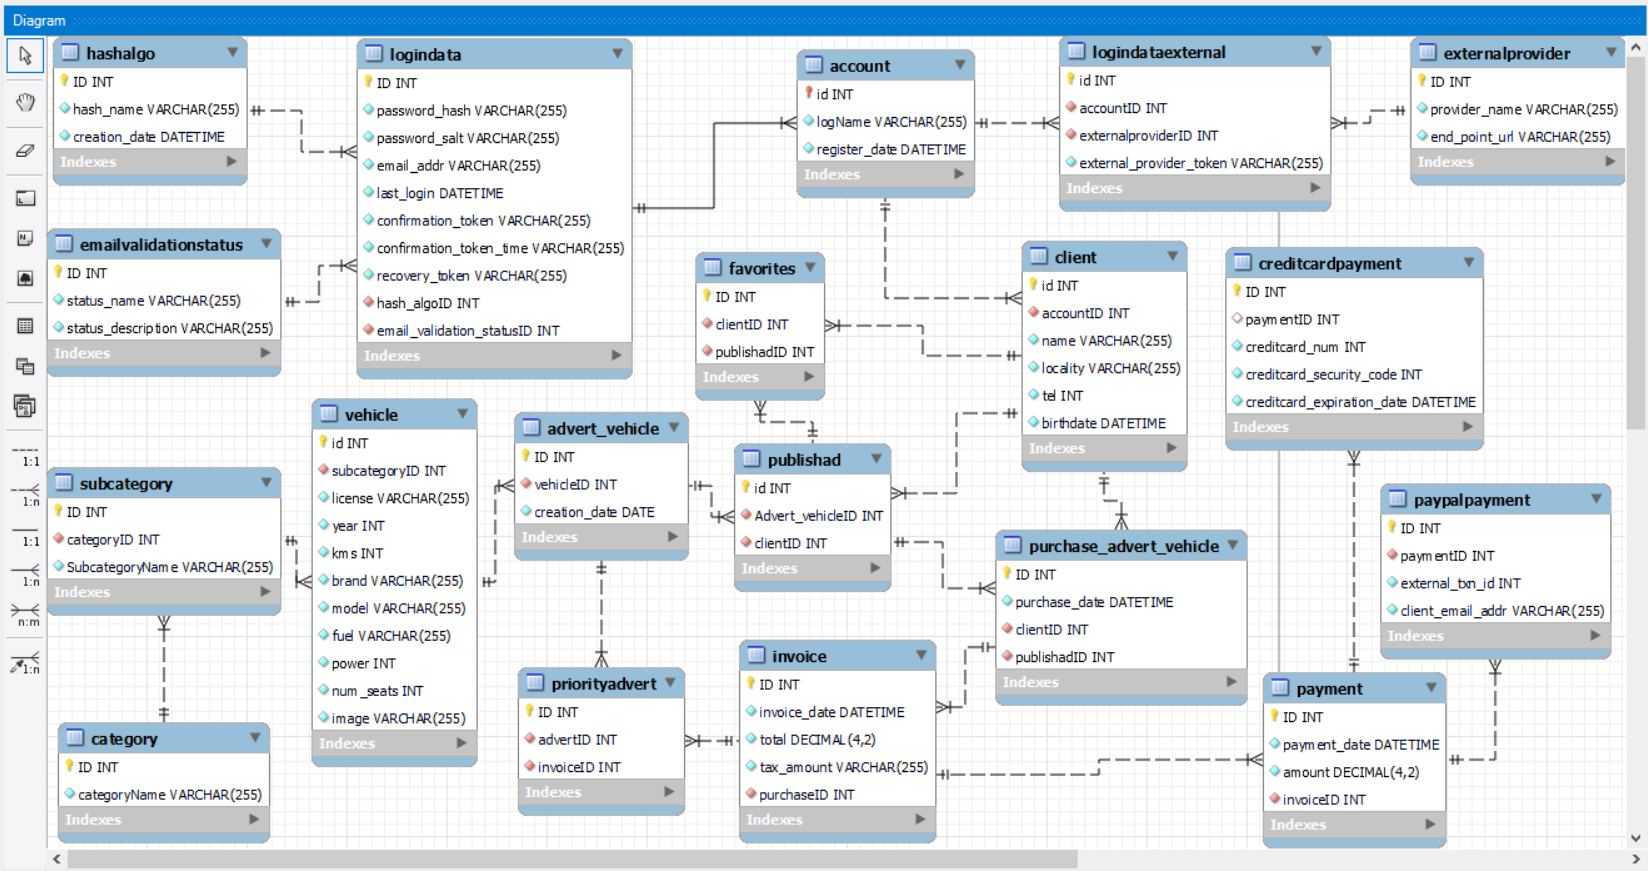 Diagram
hashalgo
ID INT
hash_name VARCHAR(255)
creation_date DATETIME
Indexes
logindata
ID INT
password_hash VARCHAR(255)
password_salt VARCHAR(255)
email_addr VARCHAR(255)
last_login DATETIME
confirmation_token VARCHAR(255)
confirmation_token_time VARCHAR(255)
recovery_token VARCHAR(255)
hash_algoID INT
email_validation_statusID INT
Indexes
account
id INT
logName VARCHAR(255)
register_date DATETIME
Indexes
logindataexternal
id INT
accountID INT
externalproviderID INT
external_provider_token VARCHAR(255)
Indexes
externalprovider
ID INT
provider_name VARCHAR(255)
end_point_url VARCHAR(255)
Indexes
emailvalidationstatus
ID INT
status_name VARCHAR(255)
status_description VARCHAR(255)
Indexes
favorites
ID INT
clientID INT
publishadID INT
Indexes
client
id INT
accountID INT
name VARCHAR(255)
locality VARCHAR(255)
tel INT
birthdate DATETIME
Indexes
creditcardpayment
ID INT
paymentID INT
creditcard_num INT
creditcard_security_code INT
creditcard_expiration_date DATETIME
Indexes
vehicle
id INT
subcategoryID INT
license VARCHAR(255)
year INT
kms INT
brand VARCHAR(255)
model VARCHAR(255)
fuel VARCHAR(255)
power INT
num_seats INT
image VARCHAR(255)
Indexes
advert_vehicle
ID INT
vehicleID INT
creation_date DATE
Indexes
publishad
id INT
Advert_vehicleID INT
clientID INT
Indexes
subcategory
ID INT
categoryID INT
SubcategoryName VARCHAR(255)
Indexes
purchase_advert_vehicle
ID INT
purchase_date DATETIME
clientID INT
publishadID INT
Indexes
paypalpayment
ID INT
paymentID INT
external_txn_id INT
client_email_addr VARCHAR(255)
Indexes
category
ID INT
categoryName VARCHAR(255)
Indexes
priorityadvert
ID INT
advertID INT
invoiceID INT
Indexes
invoice
ID INT
invoice_date DATETIME
total DECIMAL(4,2)
tax_amount VARCHAR(255)
purchaseID INT
Indexes
payment
ID INT
payment_date DATETIME
amount DECIMAL(4,2)
invoiceID INT
Indexes
1:1
1:n
1:1
1:n
n:m
1:n